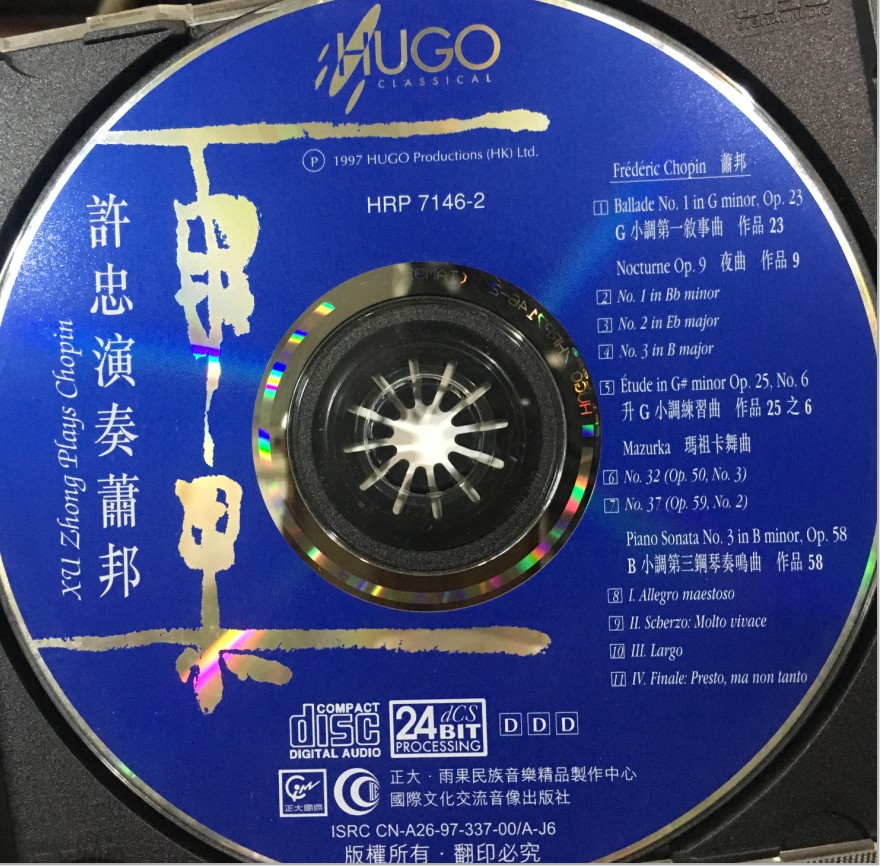 HUGO
CLASSICAL
Ⓟ 1997 HUGO Productions (HK) Ltd.
HRP 7146-2
雨果
許忠演奏蕭邦
XU Zhong Plays Chopin
Frédéric Chopin 蕭邦
1 Ballade No. 1 in G minor, Op. 23
G 小調第一敘事曲 作品 23
Nocturne Op. 9 夜曲 作品 9
2 No. 1 in Bb minor
3 No. 2 in Eb major
4 No. 3 in B major
5 Étude in G# minor Op. 25, No. 6
升 G 小調練習曲 作品 25 之 6
Mazurka 瑪祖卡舞曲
6 No. 32 (Op. 50, No. 3)
7 No. 37 (Op. 59, No. 2)
Piano Sonata No. 3 in B minor, Op. 58
B 小調第三鋼琴奏鳴曲 作品 58
8 I. Allegro maestoso
9 II. Scherzo: Molto vivace
10 III. Largo
11 IV. Finale: Presto, ma non tanto
COMPACT
disc
DIGITAL AUDIO
24 BIT dCS
PROCESSING
D D D
正大·雨果民族音樂精品製作中心
國際文化交流音像出版社
ISRC CN-A26-97-337-00/A-J6
版權所有·翻印必究
DIGITAL AUDIO